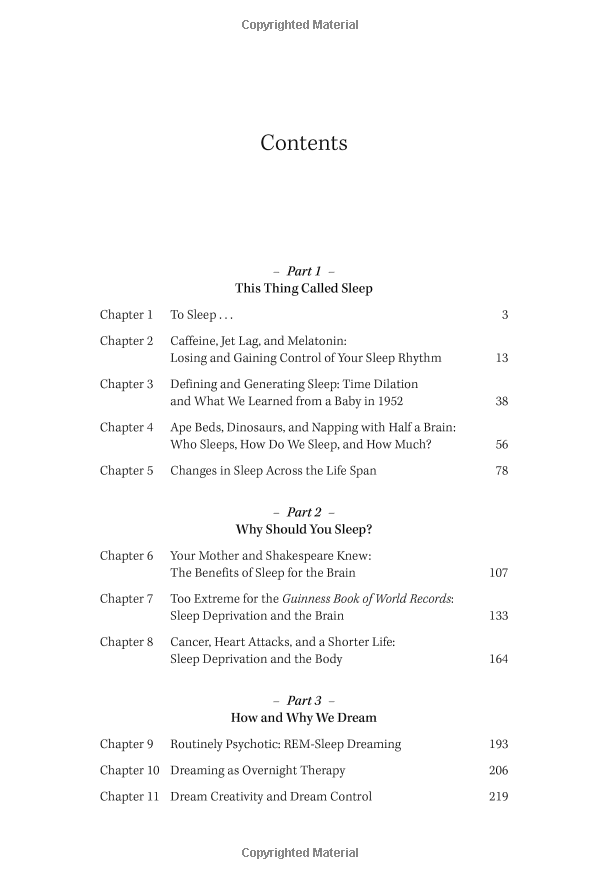 Copyrighted Material
Contents
– Part 1 –
This Thing Called Sleep
Chapter 1 To Sleep . . . 3
Chapter 2 Caffeine, Jet Lag, and Melatonin:
Losing and Gaining Control of Your Sleep Rhythm 13
Chapter 3 Defining and Generating Sleep: Time Dilation
and What We Learned from a Baby in 1952 38
Chapter 4 Ape Beds, Dinosaurs, and Napping with Half a Brain:
Who Sleeps, How Do We Sleep, and How Much? 56
Chapter 5 Changes in Sleep Across the Life Span 78
– Part 2 –
Why Should You Sleep?
Chapter 6 Your Mother and Shakespeare Knew:
The Benefits of Sleep for the Brain 107
Chapter 7 Too Extreme for the Guinness Book of World Records:
Sleep Deprivation and the Brain 133
Chapter 8 Cancer, Heart Attacks, and a Shorter Life:
Sleep Deprivation and the Body 164
– Part 3 –
How and Why We Dream
Chapter 9 Routinely Psychotic: REM-Sleep Dreaming 193
Chapter 10 Dreaming as Overnight Therapy 206
Chapter 11 Dream Creativity and Dream Control 219
Copyrighted Material